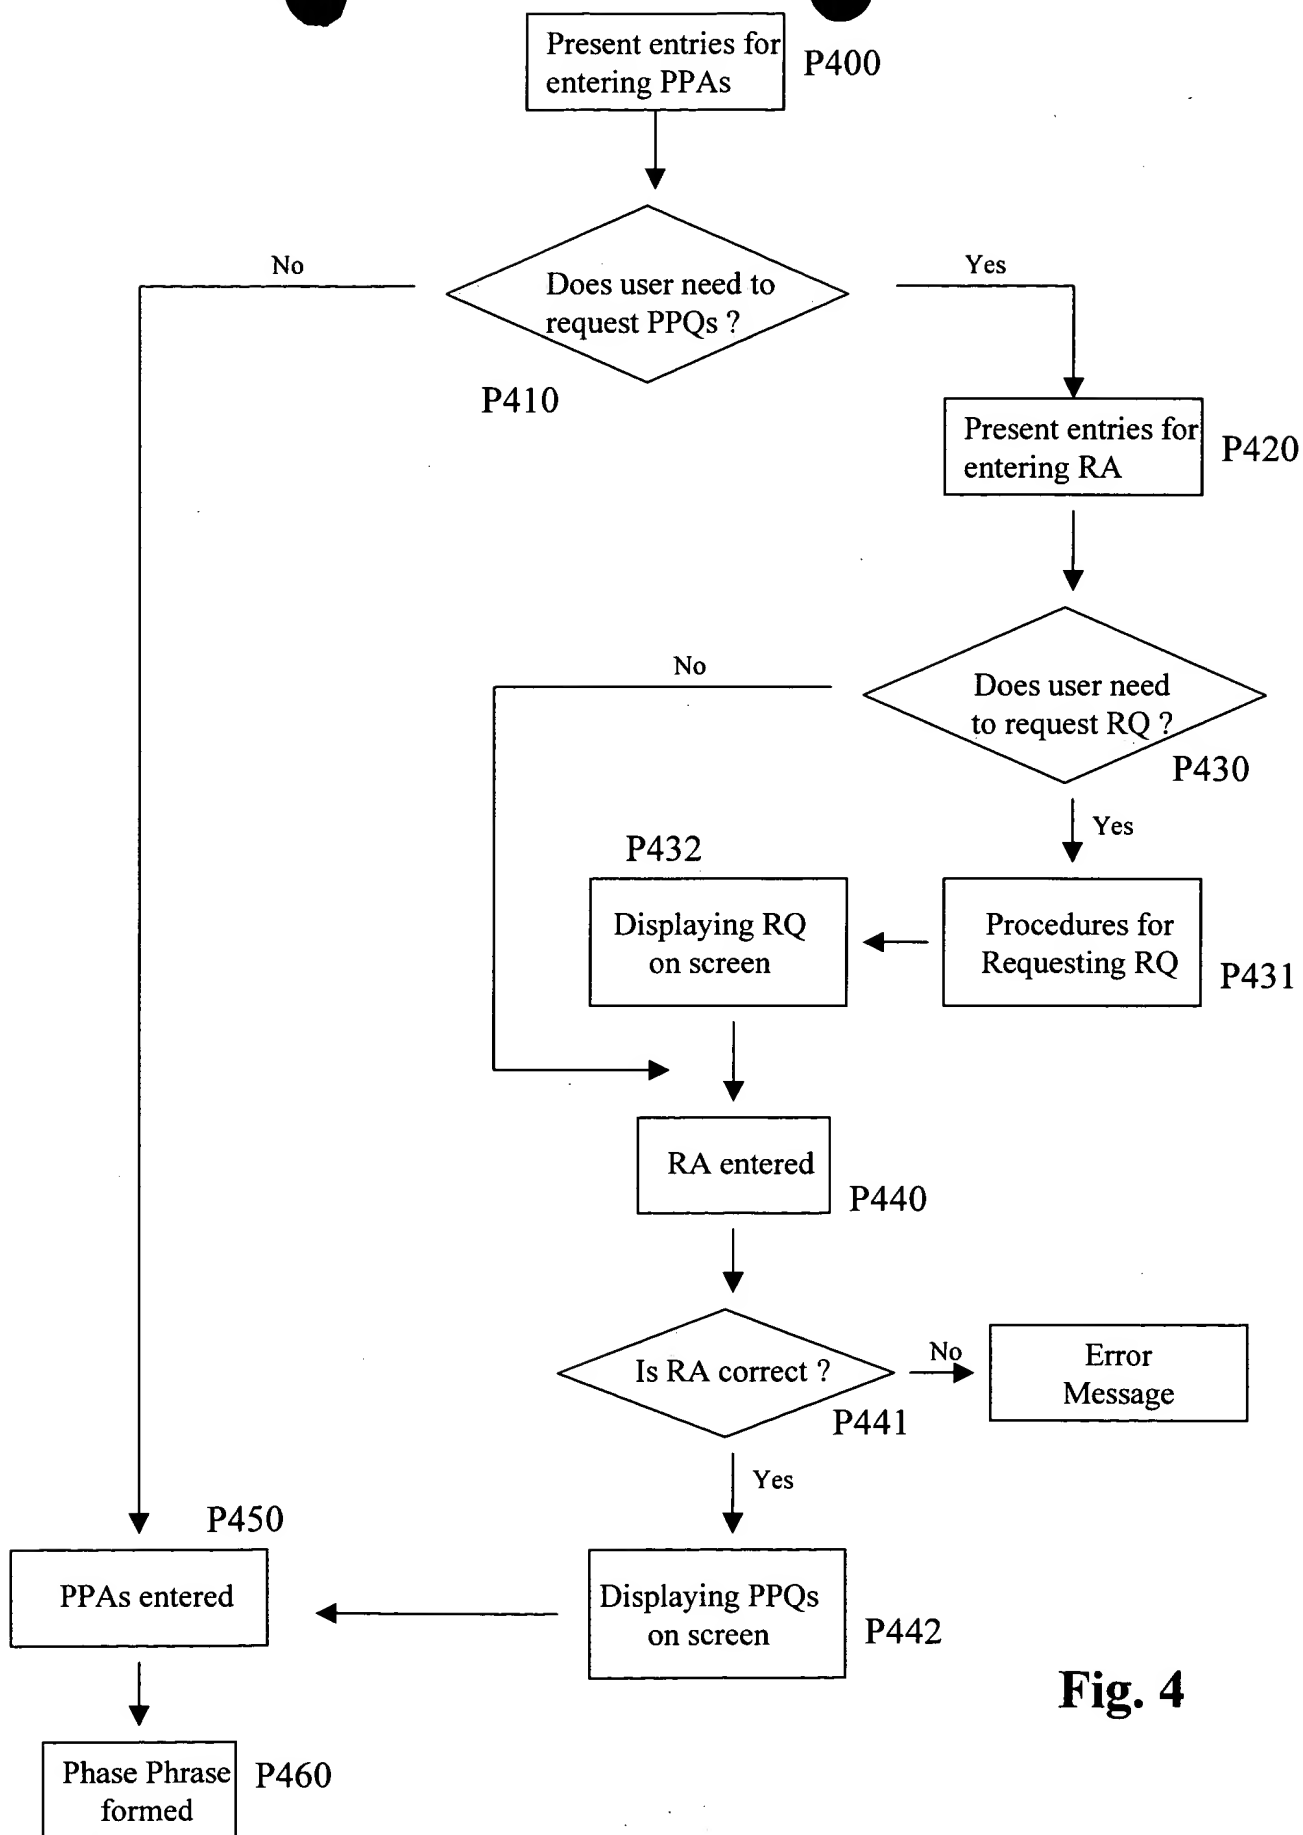 Present entries for
entering PPAs
P400
No
Yes
Does user need to
request PPQs ?
P410
Present entries for
entering RA
P420
No
Does user need
to request RQ ?
P430
Yes
P432
Displaying RQ
on screen
Procedures for
Requesting RQ
P431
RA entered
P440
Is RA correct ?
No
Error
Message
P441
Yes
P450
PPAs entered
Displaying PPQs
on screen
P442
Fig. 4
Phase Phrase
formed
P460